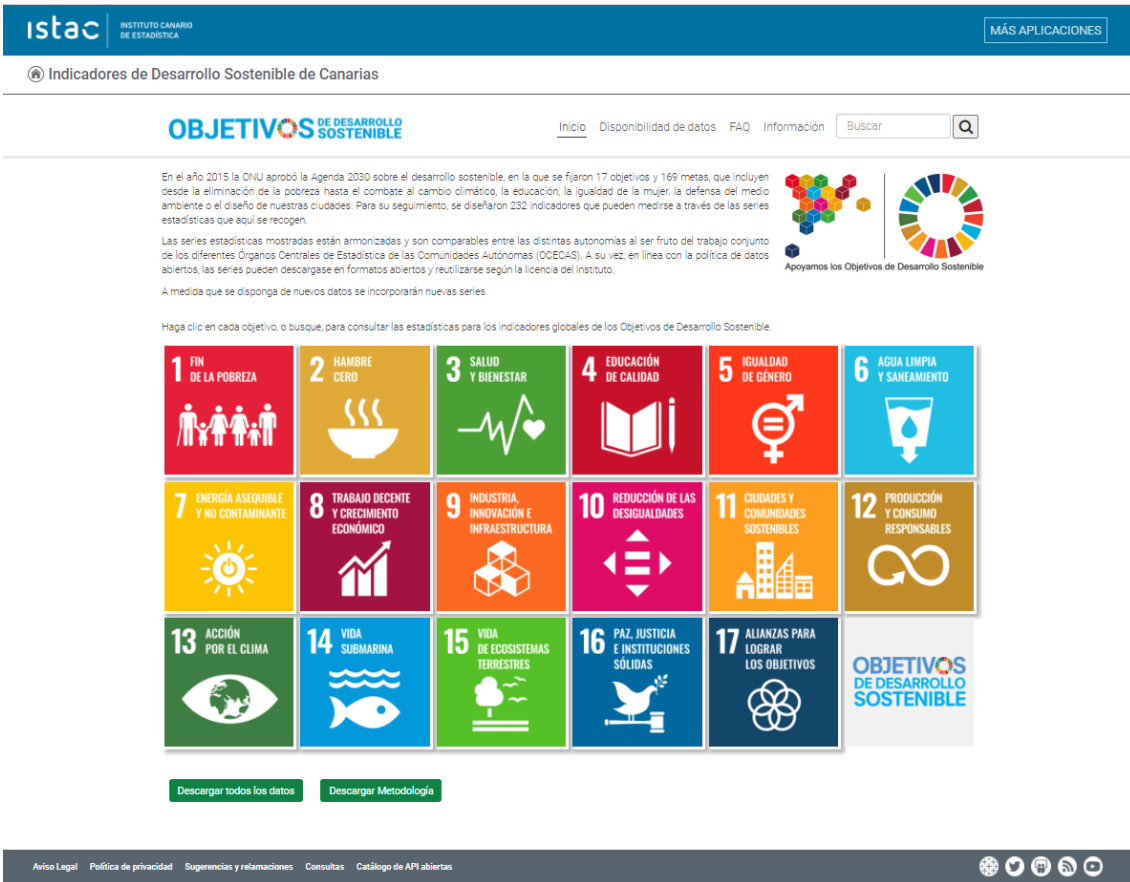 istac
INSTITUTO CANARIO
DE ESTADÍSTICA
MÁS APLICACIONES
Indicadores de Desarrollo Sostenible de Canarias
OBJETIVOS DE DESARROLLO
SOSTENIBLE
Inicio Disponibilidad de datos FAQ Información Buscar
En el año 2015 la ONU aprobó la Agenda 2030 sobre el desarrollo sostenible, en la que se fijaron 17 objetivos y 169 metas, que incluyen
desde la eliminación de la pobreza hasta el combate al cambio climático, la educación, la igualdad de la mujer, la defensa del medio
ambiente o el diseño de nuestras ciudades. Para su seguimiento, se diseñaron 232 indicadores que pueden medirse a través de las series
estadísticas que aquí se recogen.
Las series estadísticas mostradas están armonizadas y son comparables entre las distintas autonomías al ser fruto del trabajo conjunto
de los diferentes Órganos Centrales de Estadística de las Comunidades Autónomas (OCECAS). A su vez, en línea con la política de datos
abiertos, las series pueden descargase en formatos abiertos y reutilizarse según la licencia del Instituto.
A medida que se disponga de nuevos datos se incorporarán nuevas series.
Apoyamos los Objetivos de Desarrollo Sostenible
Haga clic en cada objetivo, o busque, para consultar las estadísticas para los indicadores globales de los Objetivos de Desarrollo Sostenible.
1 FIN
DE LA POBREZA
2 HAMBRE
CERO
3 SALUD
Y BIENESTAR
4 EDUCACIÓN
DE CALIDAD
5 IGUALDAD
DE GÉNERO
6 AGUA LIMPIA
Y SANEAMIENTO
7 ENERGÍA ASEQUIBLE
Y NO CONTAMINANTE
8 TRABAJO DECENTE
Y CRECIMIENTO
ECONÓMICO
9 INDUSTRIA,
INNOVACIÓN E
INFRAESTRUCTURA
10 REDUCCIÓN DE LAS
DESIGUALDADES
11 CIUDADES Y
COMUNIDADES
SOSTENIBLES
12 PRODUCCIÓN
Y CONSUMO
RESPONSABLES
13 ACCIÓN
POR EL CLIMA
14 VIDA
SUBMARINA
15 VIDA
DE ECOSISTEMAS
TERRESTRES
16 PAZ, JUSTICIA
E INSTITUCIONES
SÓLIDAS
17 ALIANZAS PARA
LOGRAR
LOS OBJETIVOS
OBJETIVOS
DE DESARROLLO
SOSTENIBLE
Descargar todos los datos Descargar Metodología
Aviso Legal Política de privacidad Sugerencias y relamaciones Consultas Catálogo de API abiertas